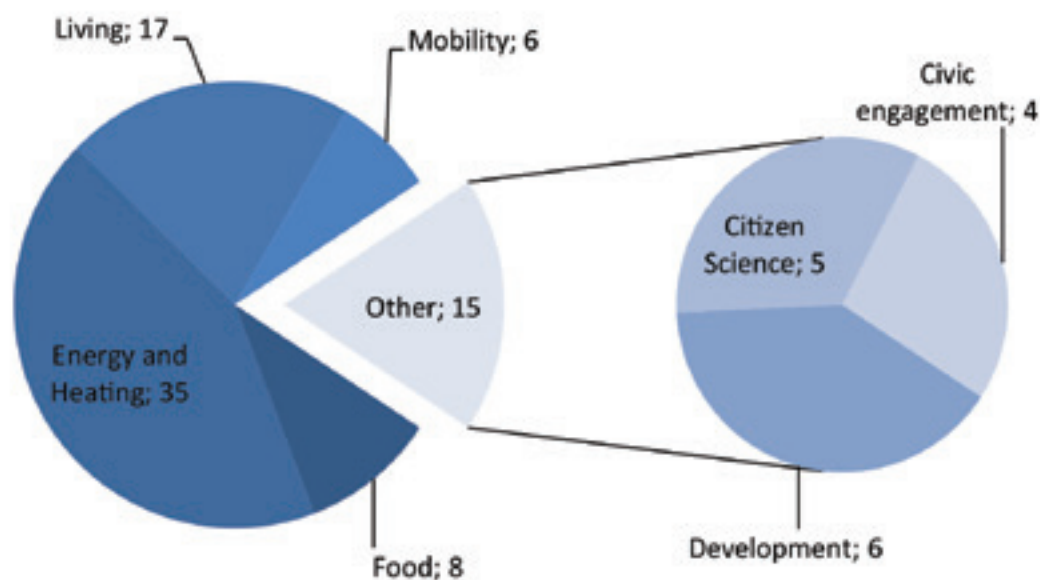 Living; 17
Mobility; 6
Civic
engagement; 4
Citizen
Science; 5
Other; 15
Energy and
Heating; 35
Development; 6
Food; 8